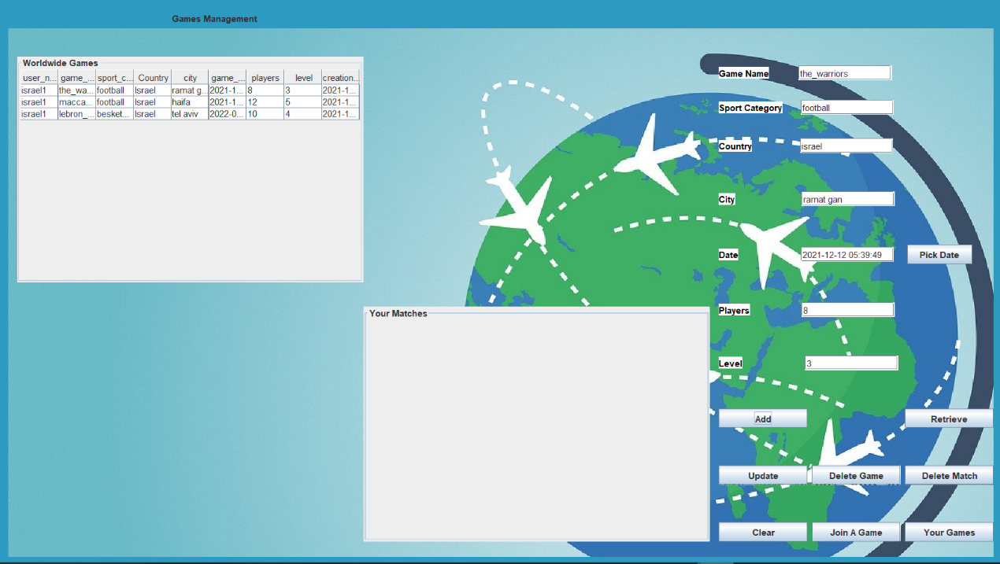 Games Management
Worldwide Games
user_n... game_... sport_c... Country city game_... players level creation...
israel1 the_wa... football Israel ramat g... 2021-1... 8 3 2021-1...
israel1 macca... football Israel haifa 2021-1... 12 5 2021-1...
israel1 lebron_... besket... Israel tel aviv 2022-0... 10 4 2021-1...
Your Matches
Game Name the_warriors
Sport Category football
Country israel
City ramat gan
Date 2021-12-12 05:39:49 Pick Date
Players 8
Level 3
Add Retrieve
Update Delete Game Delete Match
Clear Join A Game Your Games